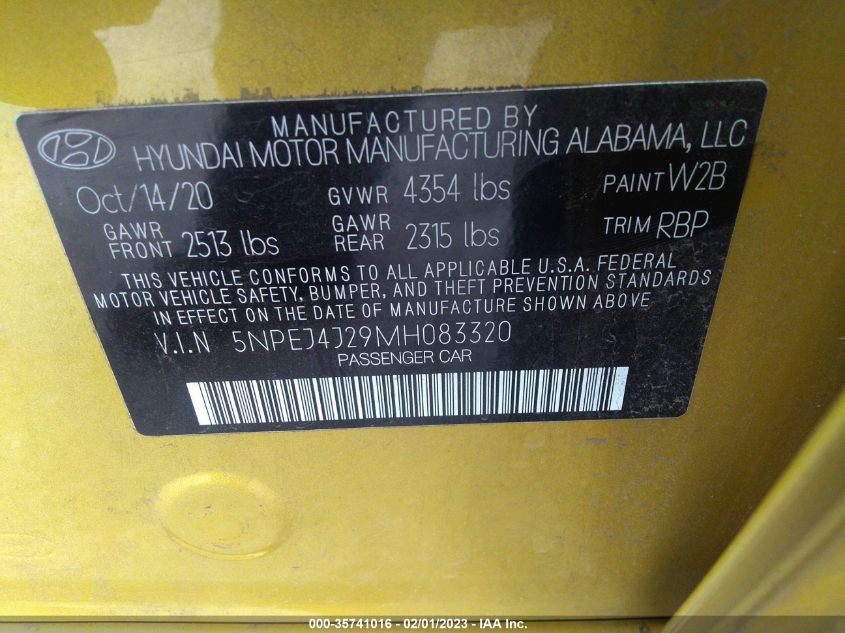 MANUFACTURED BY
HYUNDAI MOTOR MANUFACTURING ALABAMA, LLC
Oct/14/20 GVWR 4354 lbs PAINT W2B
GAWR FRONT 2513 lbs GAWR REAR 2315 lbs TRIM RBP
THIS VEHICLE CONFORMS TO ALL APPLICABLE U.S.A. FEDERAL
MOTOR VEHICLE SAFETY, BUMPER, AND THEFT PREVENTION STANDARDS
IN EFFECT ON THE DATE OF MANUFACTURE SHOWN ABOVE
V.I.N 5NPEJ4J29MH083320
PASSENGER CAR
000-35741016 - 02/01/2023 - IAA Inc.